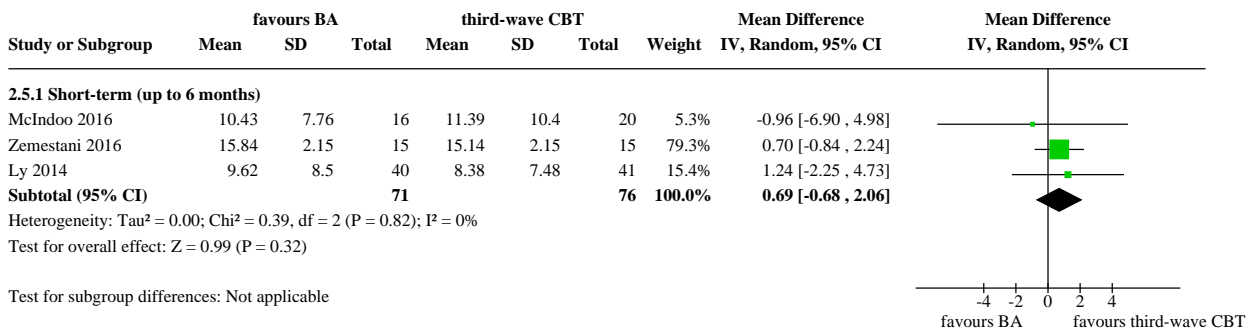 favours BA third-wave CBT Mean Difference Mean Difference
Study or Subgroup Mean SD Total Mean SD Total Weight IV, Random, 95% CI IV, Random, 95% CI
2.5.1 Short-term (up to 6 months)
McIndoo 2016 10.43 7.76 16 11.39 10.4 20 5.3% -0.96 [-6.90 , 4.98]
Zemestani 2016 15.84 2.15 15 15.14 2.15 15 79.3% 0.70 [-0.84 , 2.24]
Ly 2014 9.62 8.5 40 8.38 7.48 41 15.4% 1.24 [-2.25 , 4.73]
Subtotal (95% CI) 71 76 100.0% 0.69 [-0.68 , 2.06]
Heterogeneity: Tau² = 0.00; Chi² = 0.39, df = 2 (P = 0.82); I² = 0%
Test for overall effect: Z = 0.99 (P = 0.32)
Test for subgroup differences: Not applicable
-4 -2 0 2 4
favours BA favours third-wave CBT